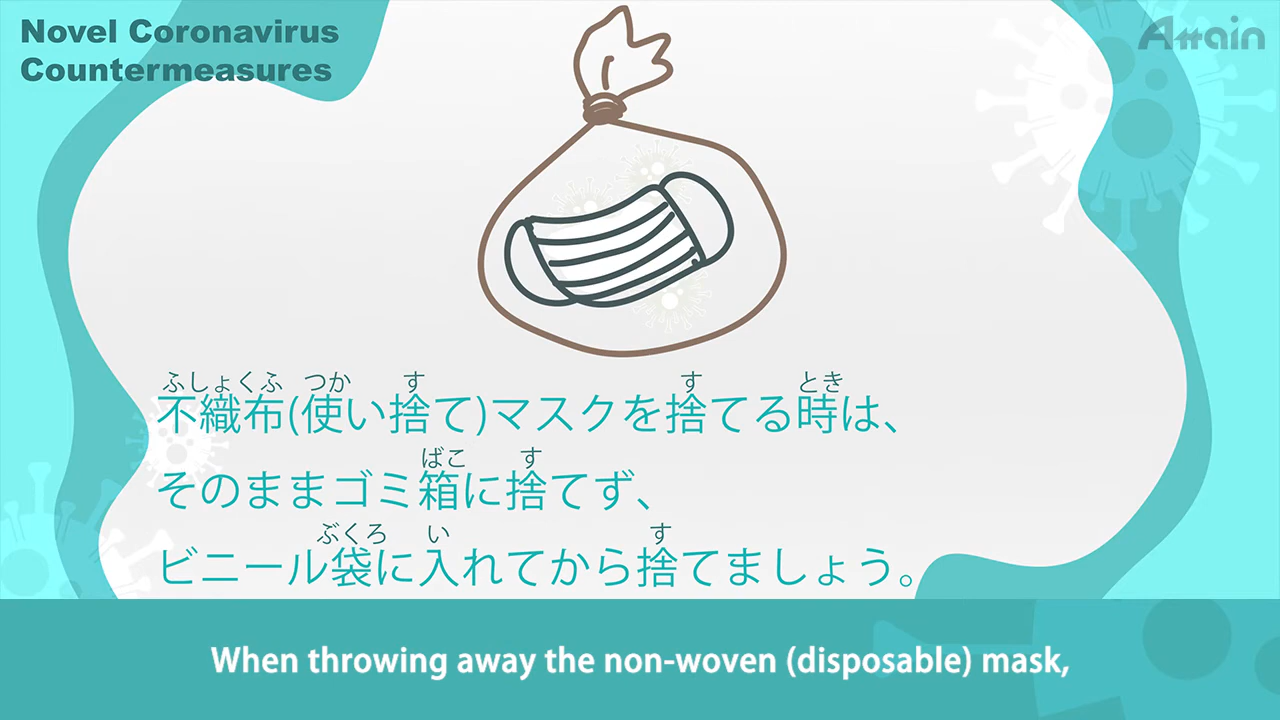 Novel Coronavirus
Countermeasures
Attain
ふしょくふ つか す す とき
不織布(使い捨て)マスクを捨てる時は、
ばこ す
そのままゴミ箱に捨てず、
ぶくろ い す
ビニール袋に入れてから捨てましょう。
When throwing away the non-woven (disposable) mask,